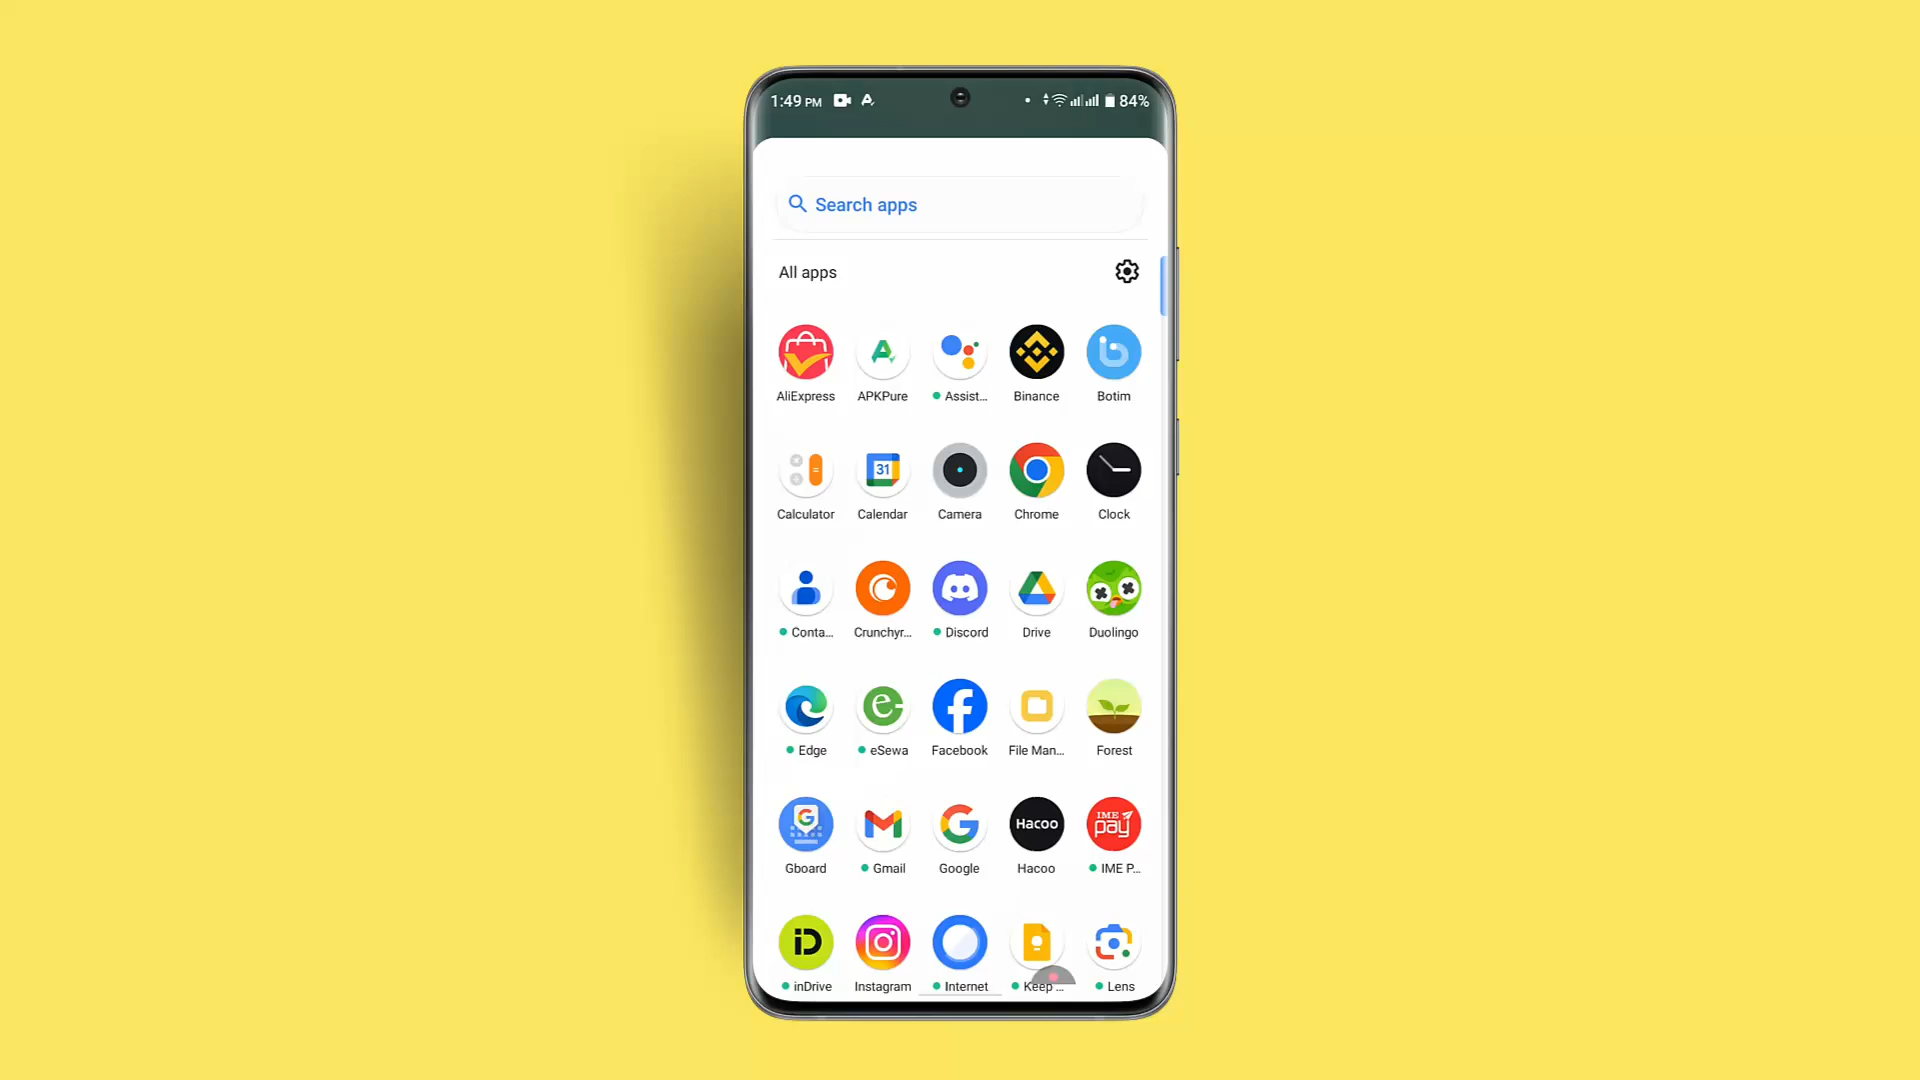 1:49 PM 84%
Search apps
All apps
AliExpress APKPure Assist... Binance Botim
31
Calculator Calendar Camera Chrome Clock
Conta... Crunchyr... Discord Drive Duolingo
Edge eSewa Facebook File Man... Forest
Hacoo IME pay
Gboard Gmail Google Hacoo IME P...
iD
inDrive Instagram Internet Keep ... Lens